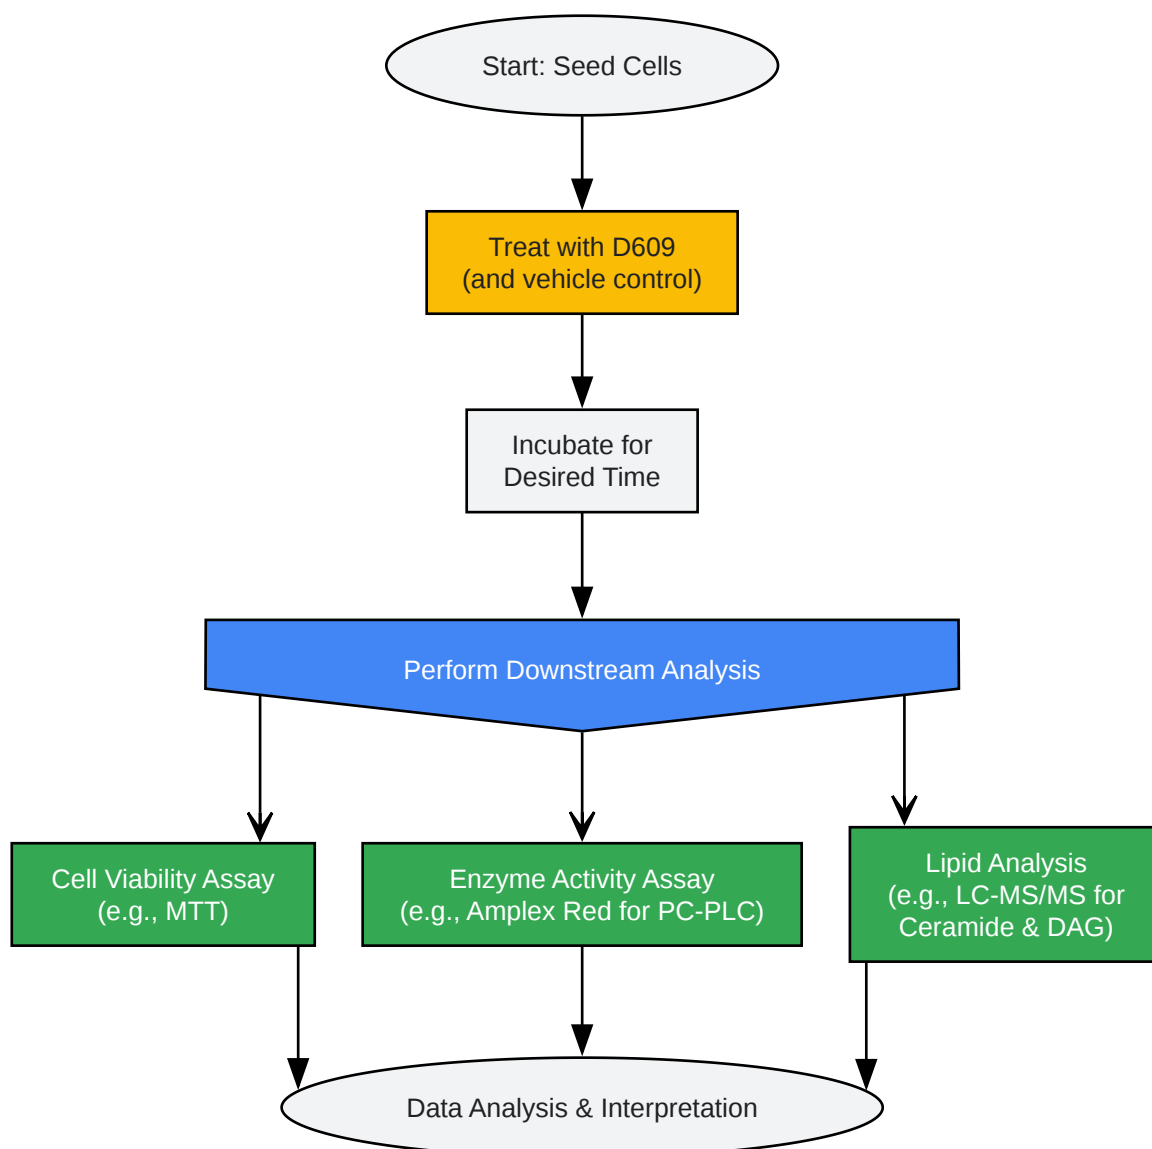 Start: Seed Cells
Treat with D609
(and vehicle control)
Incubate for
Desired Time
Perform Downstream Analysis
Cell Viability Assay
(e.g., MTT)
Enzyme Activity Assay
(e.g., Amplex Red for PC-PLC)
Lipid Analysis
(e.g., LC-MS/MS for
Ceramide & DAG)
Data Analysis & Interpretation